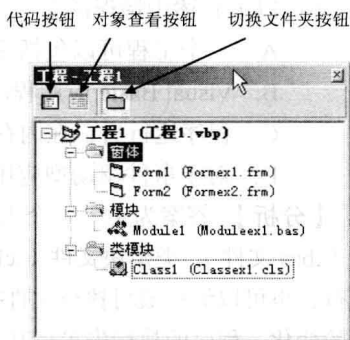 代码按钮 对象查看按钮 切换文件夹按钮
工程-工程1
工程1 (工程1.vbp)
窗体
Form1 (Formex1.frm)
Form2 (Formex2.frm)
模块
Module1 (Moduleex1.bas)
类模块
Class1 (Classex1.cls)